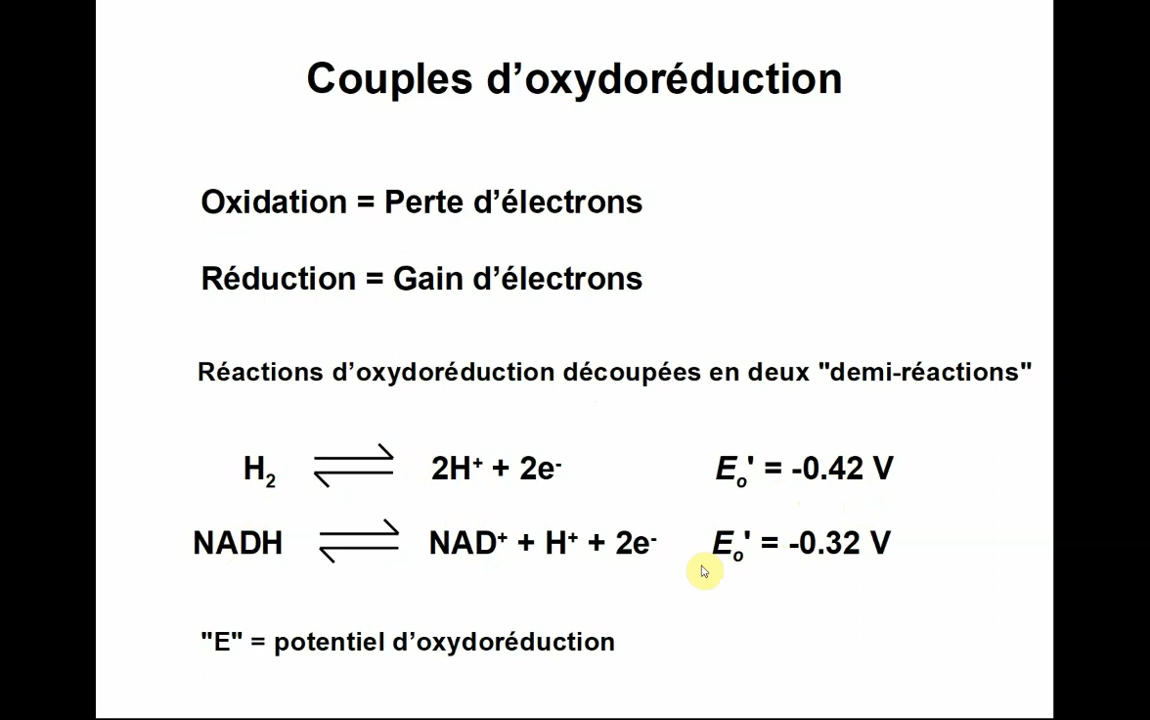 Couples d’oxydoréduction
Oxidation = Perte d’électrons
Réduction = Gain d’électrons
Réactions d’oxydoréduction découpées en deux "demi-réactions"
H₂ ⇌ 2H⁺ + 2e⁻ Eₒ' = -0.42 V
NADH ⇌ NAD⁺ + H⁺ + 2e⁻ Eₒ' = -0.32 V
"E" = potentiel d’oxydoréduction